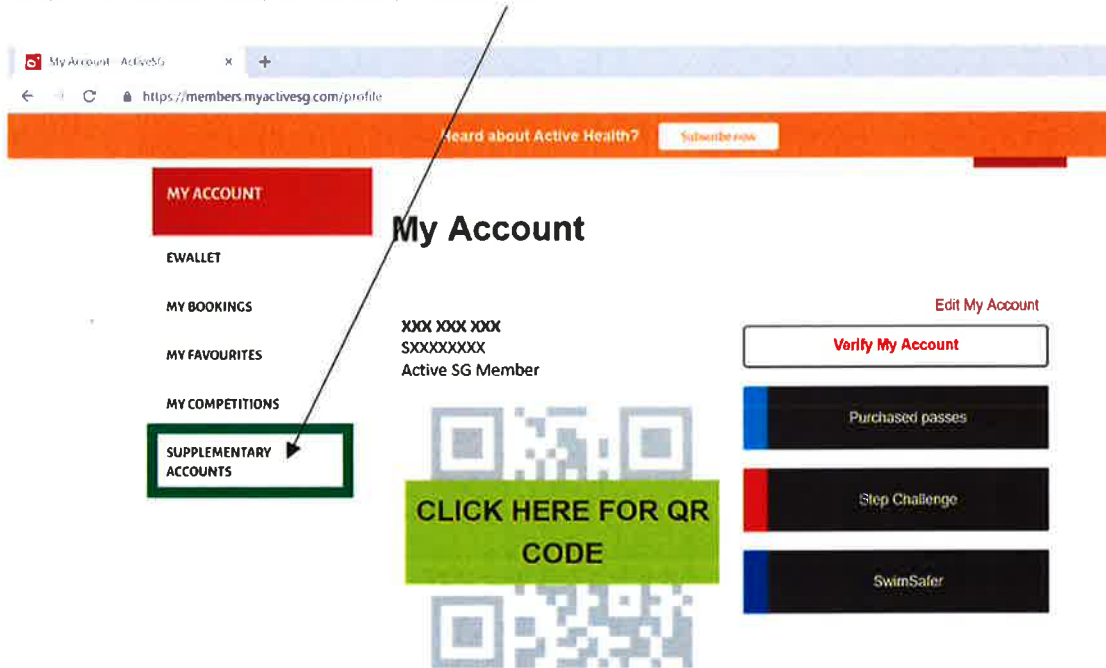 My Account - ActiveSG
https://members.myactivesg.com/profile
Heard about Active Health?
Subscribe now
MY ACCOUNT
EWALLET
MY BOOKINGS
MY FAVOURITES
MY COMPETITIONS
SUPPLEMENTARY
ACCOUNTS
My Account
XXX XXX XXX
SXXXXXXXX
Active SG Member
CLICK HERE FOR QR
CODE
Edit My Account
Verify My Account
Purchased passes
Step Challenge
SwimSafer